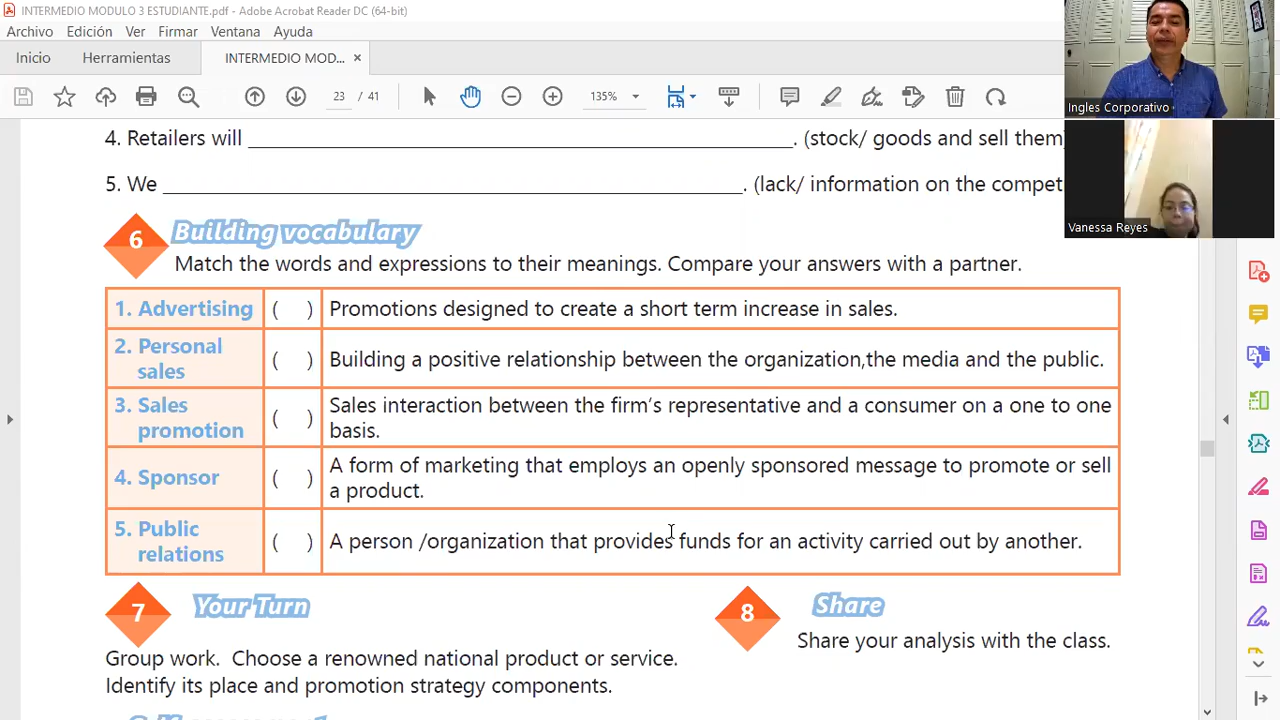 INTERMEDIO MODULO 3 ESTUDIANTE.pdf - Adobe Acrobat Reader DC (64-bit)
Archivo Edición Ver Firmar Ventana Ayuda
Inicio Herramientas INTERMEDIO MOD... ×
23 / 41 135%
Ingles Corporativo
Vanessa Reyes
4. Retailers will ______________________________. (stock/ goods and sell them)
5. We ______________________________. (lack/ information on the compet
6 Building vocabulary
Match the words and expressions to their meanings. Compare your answers with a partner.
1. Advertising ( ) Promotions designed to create a short term increase in sales.
2. Personal
sales
( ) Building a positive relationship between the organization,the media and the public.
3. Sales
promotion
( ) Sales interaction between the firm's representative and a consumer on a one to one
basis.
4. Sponsor ( ) A form of marketing that employs an openly sponsored message to promote or sell
a product.
5. Public
relations
( ) A person /organization that provides funds for an activity carried out by another.
7 Your Turn
Group work. Choose a renowned national product or service.
Identify its place and promotion strategy components.
8 Share
Share your analysis with the class.